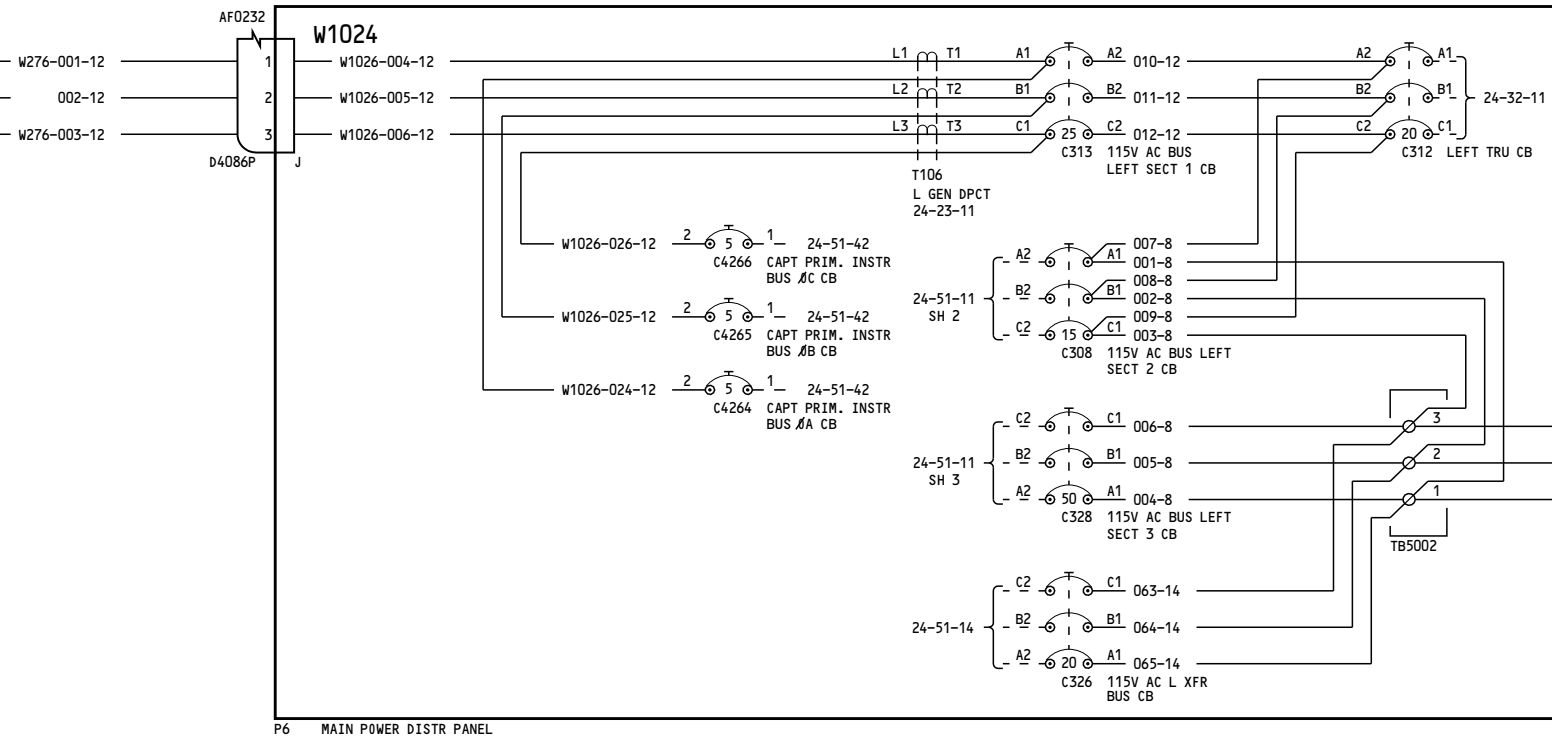 AF0232
W1024
W276-001-12 1 W1026-004-12 L1 T1 A1 A2 010-12 A2 A1
002-12 2 W1026-005-12 L2 T2 B1 B2 011-12 B2 B1 24-32-11
W276-003-12 3 W1026-006-12 L3 T3 C1 25 C2 012-12 C2 20 C1
D4086P J
C313 115V AC BUS
LEFT SECT 1 CB
C312 LEFT TRU CB
T106
L GEN DPCT
24-23-11
W1026-026-12 2 5 1 24-51-42
C4266 CAPT PRIM. INSTR
BUS ØC CB
W1026-025-12 2 5 1 24-51-42
C4265 CAPT PRIM. INSTR
BUS ØB CB
W1026-024-12 2 5 1 24-51-42
C4264 CAPT PRIM. INSTR
BUS ØA CB
007-8
A2 A1 001-8
008-8
24-51-11
SH 2
B2 B1 002-8
009-8
C2 15 C1 003-8
C308 115V AC BUS LEFT
SECT 2 CB
C2 C1 006-8 3
24-51-11
SH 3
B2 B1 005-8 2
A2 50 A1 004-8 1
C328 115V AC BUS LEFT
SECT 3 CB
TB5002
C2 C1 063-14
24-51-14 B2 B1 064-14
A2 20 A1 065-14
C326 115V AC L XFR
BUS CB
P6 MAIN POWER DISTR PANEL